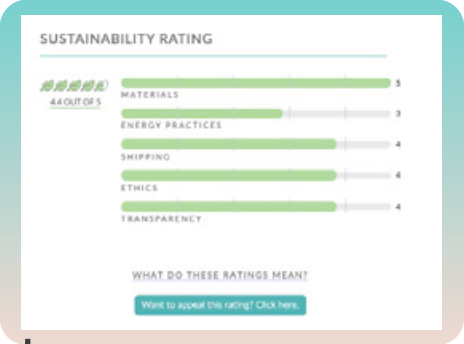 SUSTAINABILITY RATING
4.4 OUT OF 5
5
MATERIALS
3
ENERGY PRACTICES
4
SHIPPING
4
ETHICS
4
TRANSPARENCY
WHAT DO THESE RATINGS MEAN?
Want to appeal this rating? Click here.